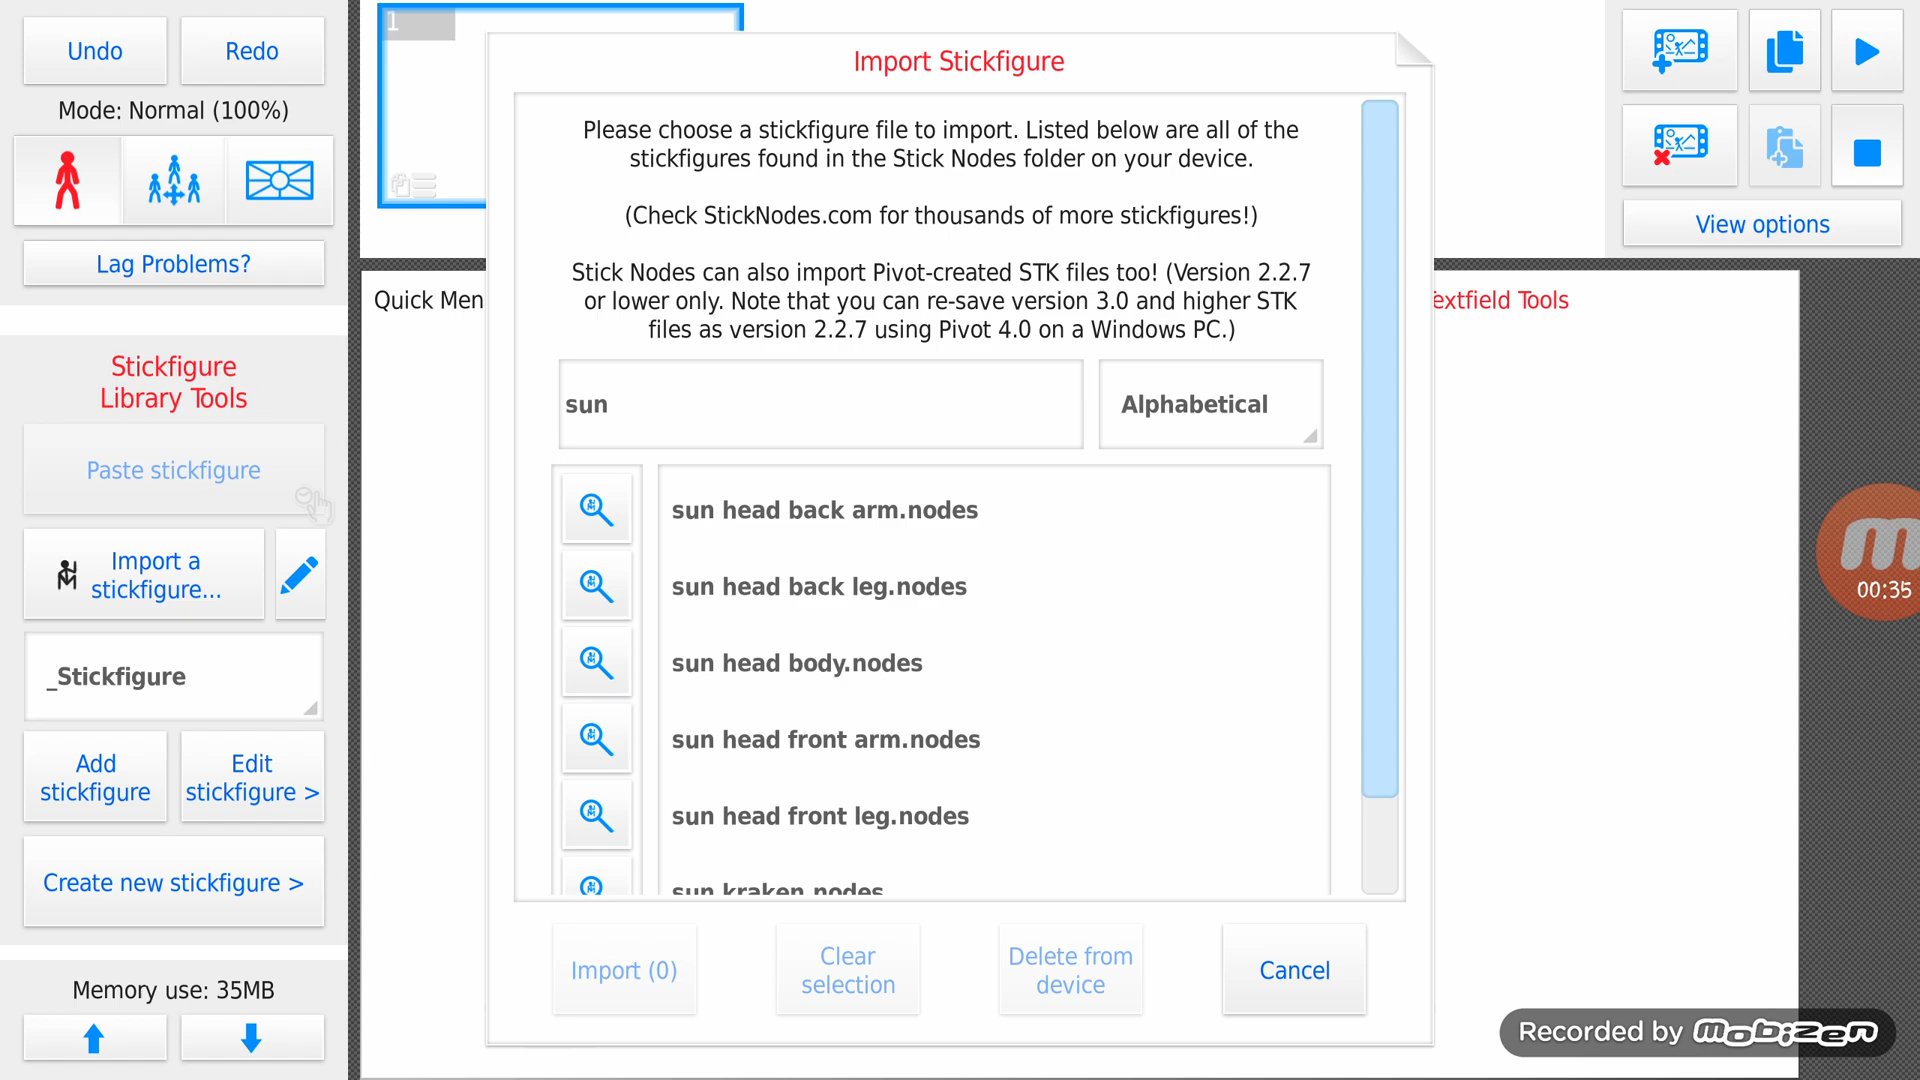 Undo
Redo
Mode: Normal (100%)
Lag Problems?
Stickfigure
Library Tools
Paste stickfigure
Import a
stickfigure...
_Stickfigure
Add
stickfigure
Edit
stickfigure >
Create new stickfigure >
Memory use: 35MB
1
Quick Men
Import Stickfigure
Please choose a stickfigure file to import. Listed below are all of the
stickfigures found in the Stick Nodes folder on your device.
(Check StickNodes.com for thousands of more stickfigures!)
Stick Nodes can also import Pivot-created STK files too! (Version 2.2.7
or lower only. Note that you can re-save version 3.0 and higher STK
files as version 2.2.7 using Pivot 4.0 on a Windows PC.)
sun
Alphabetical
sun head back arm.nodes
sun head back leg.nodes
sun head body.nodes
sun head front arm.nodes
sun head front leg.nodes
sun kraken.nodes
Import (0)
Clear
selection
Delete from
device
Cancel
View options
extfield Tools
00:35
Recorded by mobizen